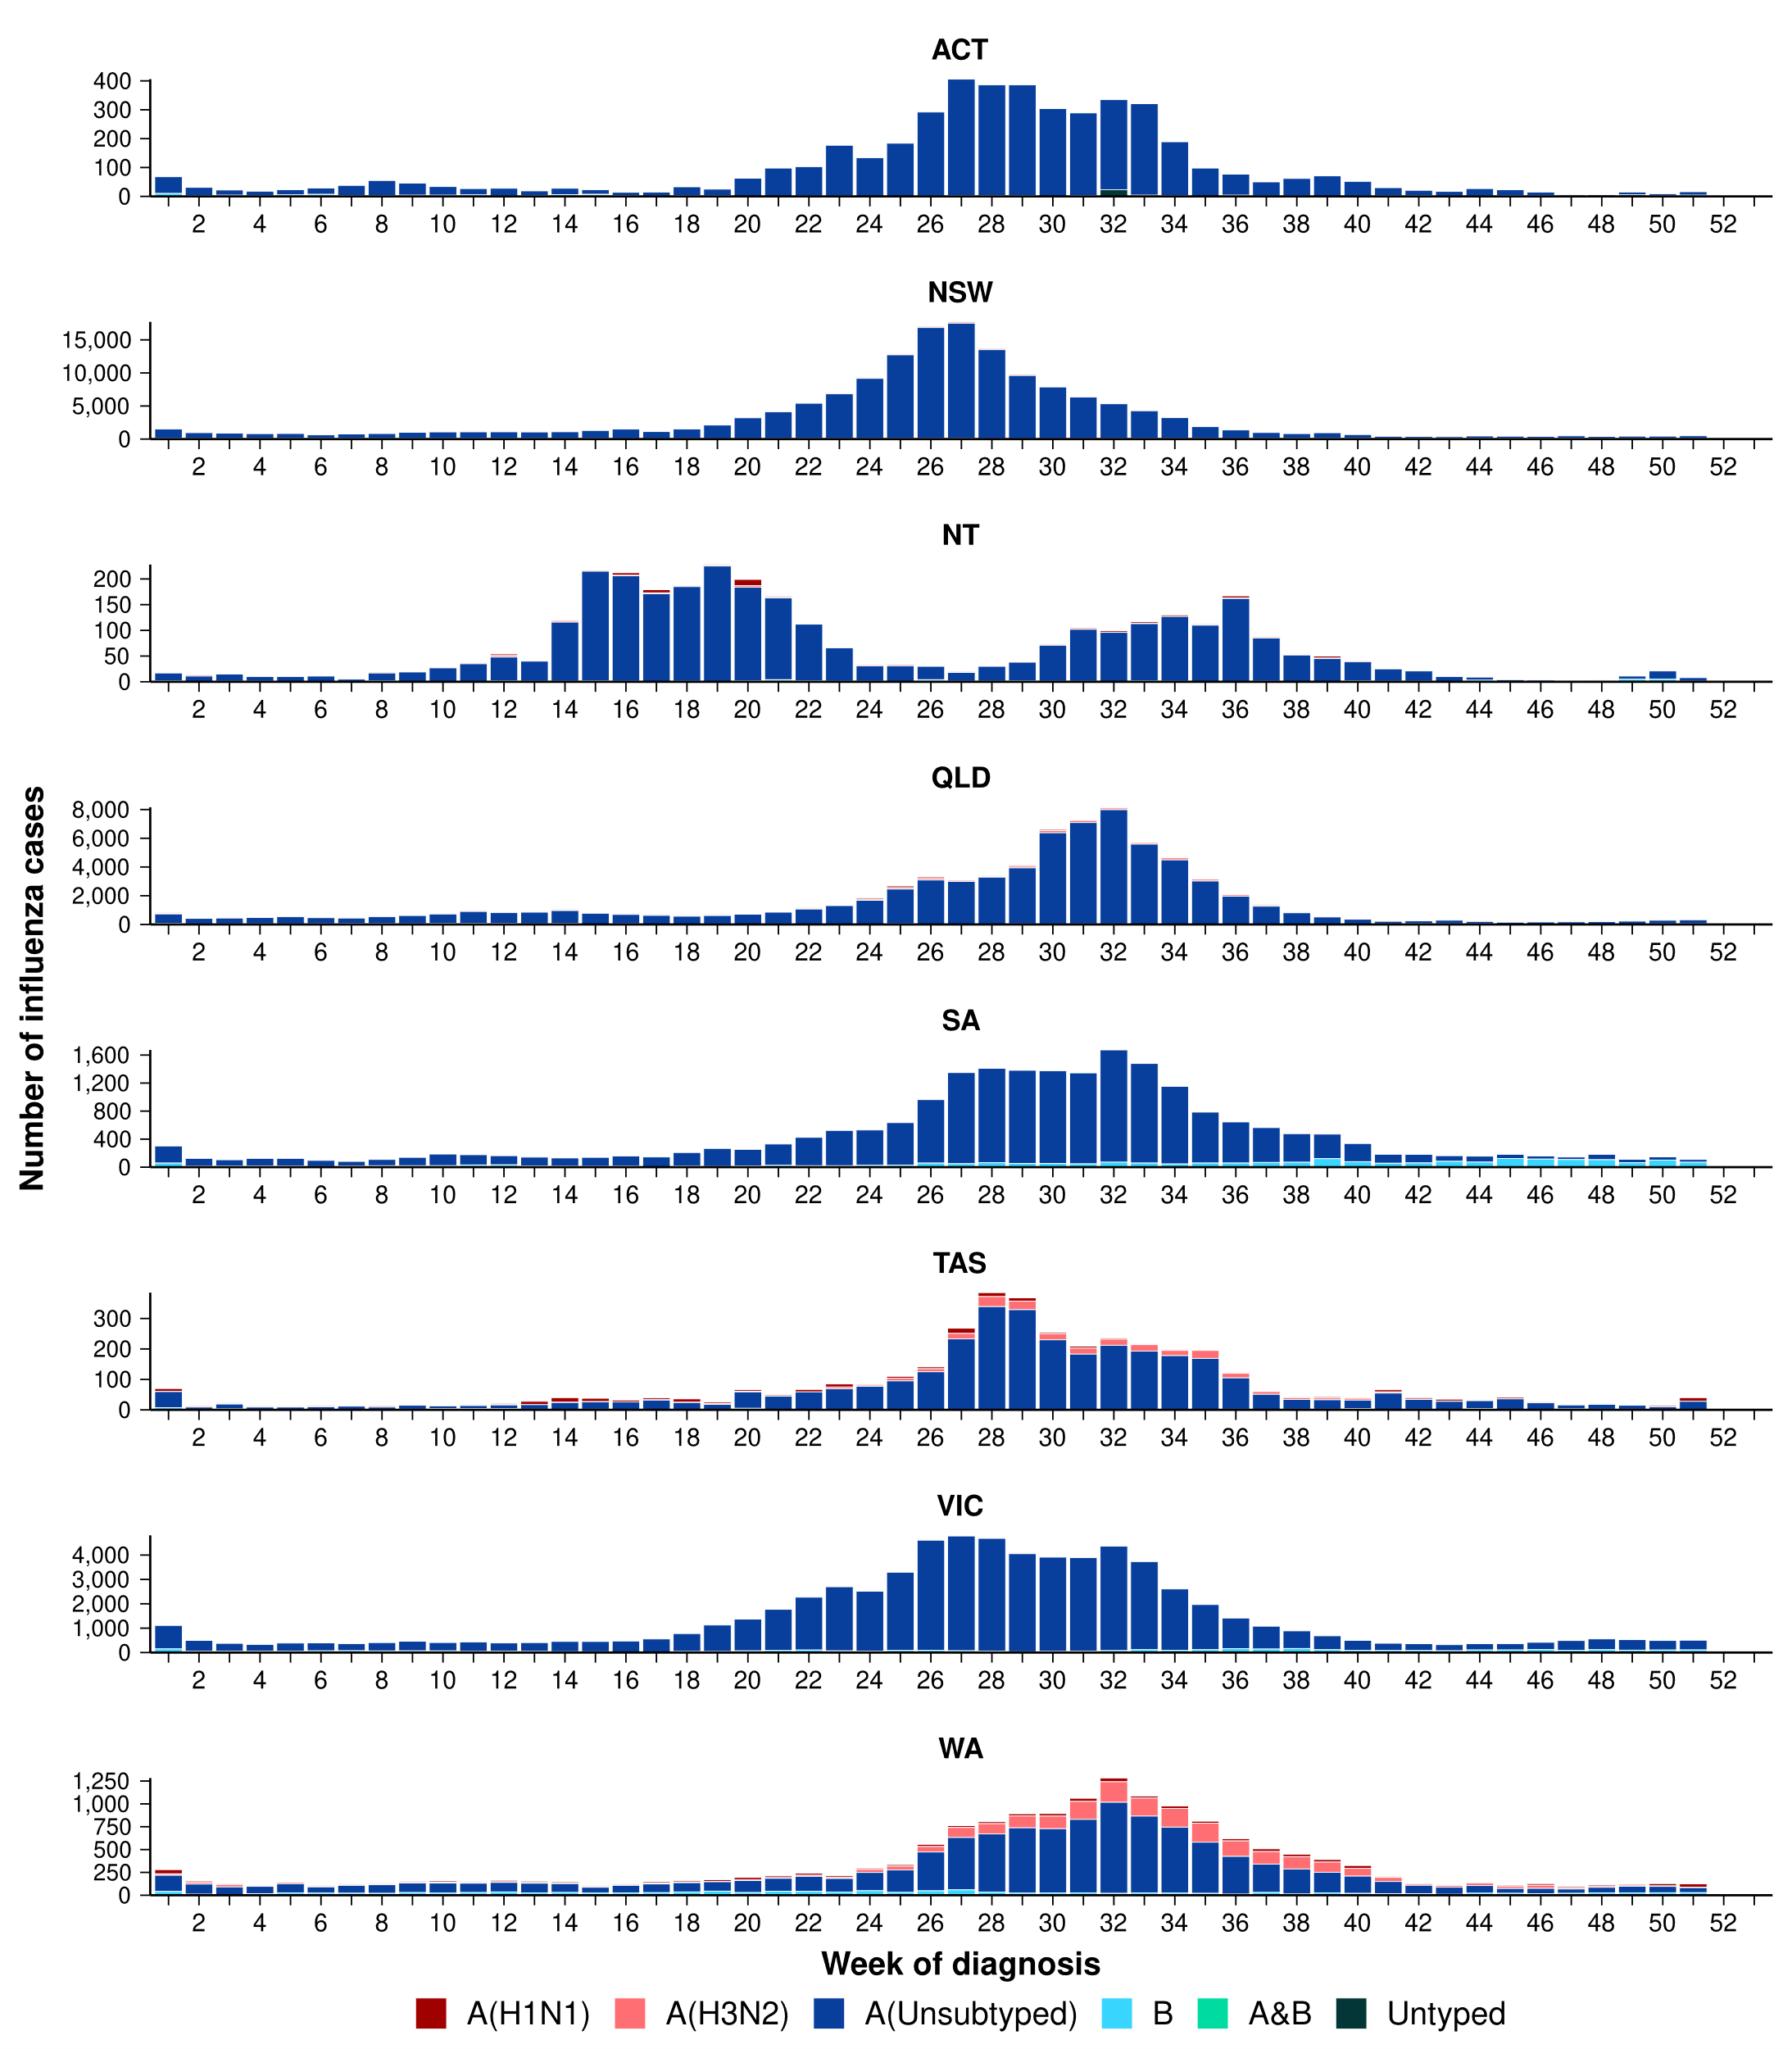 ACT
400
300
200
100
0
2 4 6 8 10 12 14 16 18 20 22 24 26 28 30 32 34 36 38 40 42 44 46 48 50 52
NSW
15,000
10,000
5,000
0
2 4 6 8 10 12 14 16 18 20 22 24 26 28 30 32 34 36 38 40 42 44 46 48 50 52
NT
200
150
100
50
0
2 4 6 8 10 12 14 16 18 20 22 24 26 28 30 32 34 36 38 40 42 44 46 48 50 52
Number of influenza cases
QLD
8,000
6,000
4,000
2,000
0
2 4 6 8 10 12 14 16 18 20 22 24 26 28 30 32 34 36 38 40 42 44 46 48 50 52
SA
1,600
1,200
800
400
0
2 4 6 8 10 12 14 16 18 20 22 24 26 28 30 32 34 36 38 40 42 44 46 48 50 52
TAS
300
200
100
0
2 4 6 8 10 12 14 16 18 20 22 24 26 28 30 32 34 36 38 40 42 44 46 48 50 52
VIC
4,000
3,000
2,000
1,000
0
2 4 6 8 10 12 14 16 18 20 22 24 26 28 30 32 34 36 38 40 42 44 46 48 50 52
WA
1,250
1,000
750
500
250
0
2 4 6 8 10 12 14 16 18 20 22 24 26 28 30 32 34 36 38 40 42 44 46 48 50 52
Week of diagnosis
A(H1N1) A(H3N2) A(Unsubtyped) B A&B Untyped